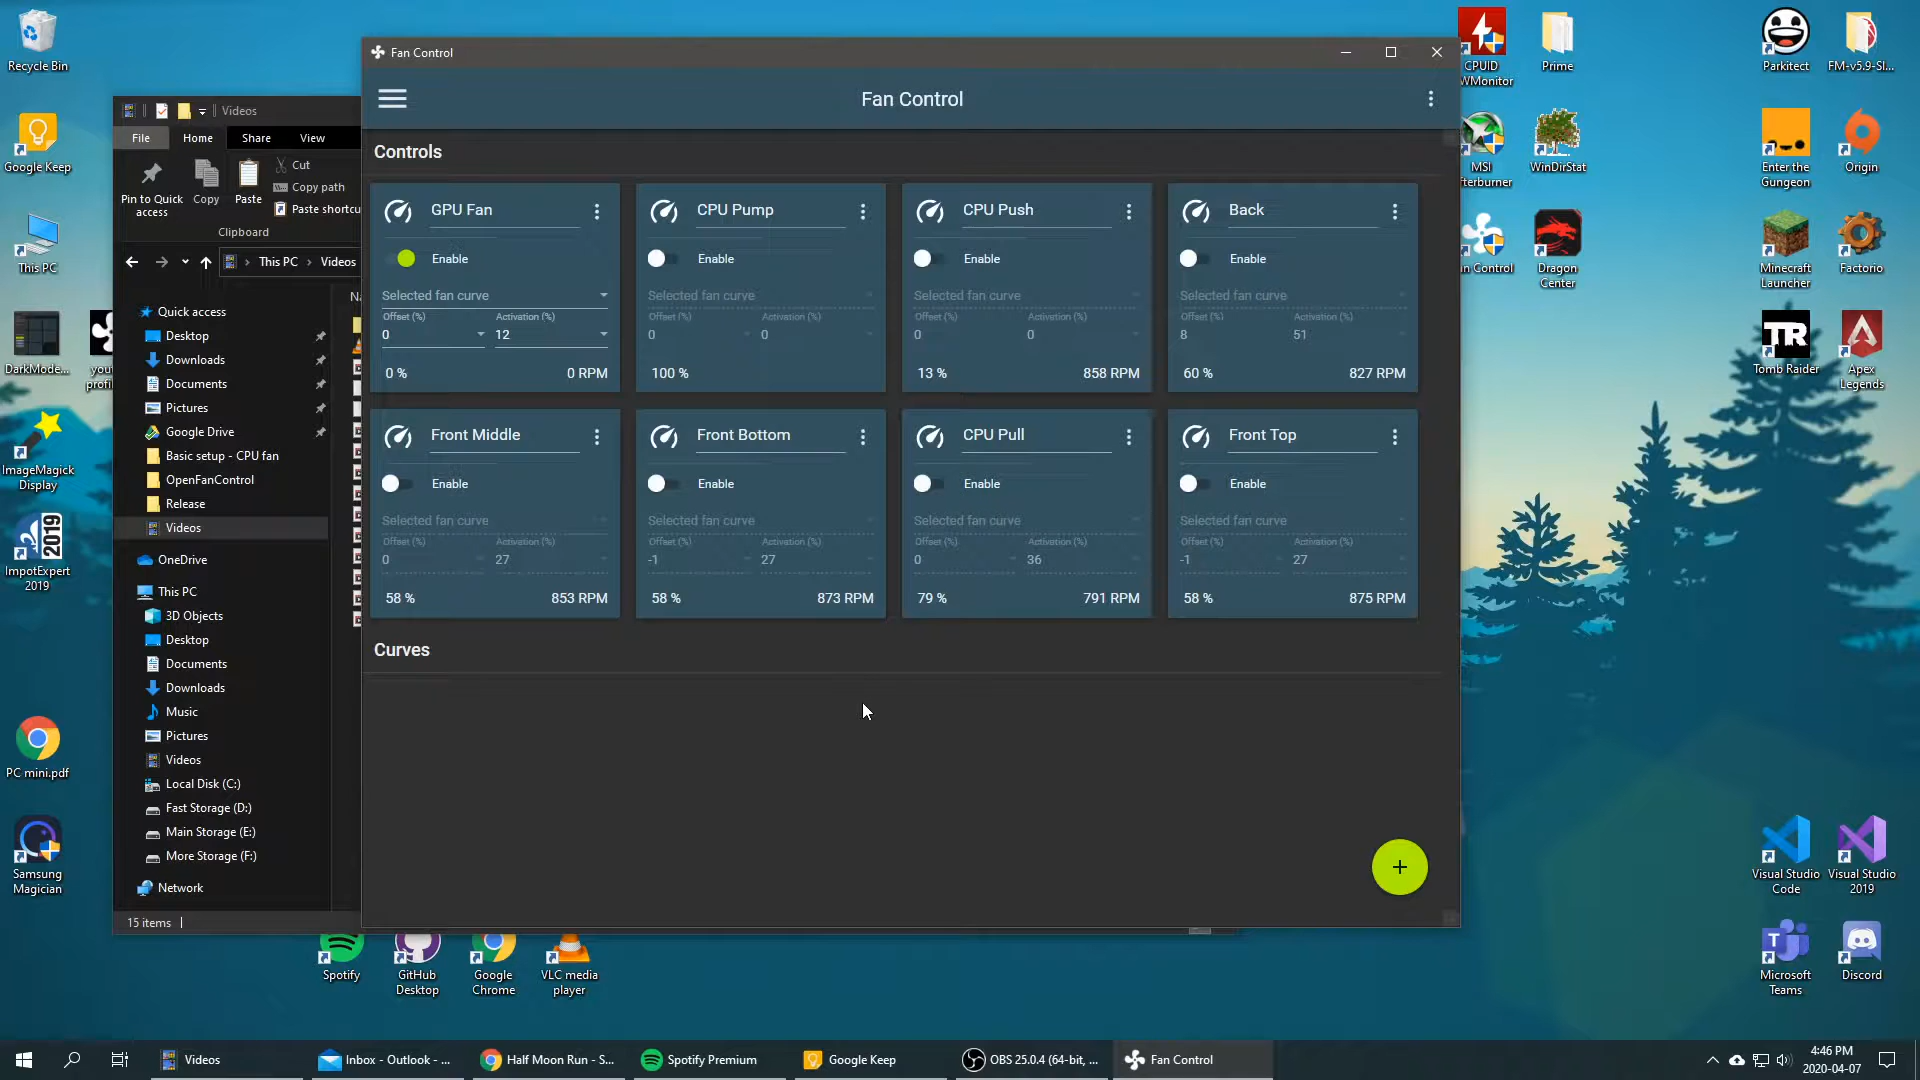 Recycle Bin
Google Keep
This PC
DarkMode...
ImageMagick
Display
ImpotExpert
2019
PC mini.pdf
Samsung
Magician
Videos
File
Home
Share
View
Pin to Quick
access
Copy
Paste
Cut
Copy path
Paste shortcu
Clipboard
This PC
Videos
Quick access
Desktop
Downloads
Documents
Pictures
Google Drive
Basic setup - CPU fan
OpenFanControl
Release
Videos
OneDrive
This PC
3D Objects
Desktop
Documents
Downloads
Music
Pictures
Videos
Local Disk (C:)
Fast Storage (D:)
Main Storage (E:)
More Storage (F:)
Network
15 items
Fan Control
Fan Control
Controls
GPU Fan
Enable
Selected fan curve
Offset (%) Activation (%)
0 12
0 % 0 RPM
CPU Pump
Enable
Selected fan curve
Offset (%) Activation (%)
0 0
100 %
CPU Push
Enable
Selected fan curve
Offset (%) Activation (%)
0 0
13 % 858 RPM
Back
Enable
Selected fan curve
Offset (%) Activation (%)
8 51
60 % 827 RPM
Front Middle
Enable
Selected fan curve
Offset (%) Activation (%)
0 27
58 % 853 RPM
Front Bottom
Enable
Selected fan curve
Offset (%) Activation (%)
-1 27
58 % 873 RPM
CPU Pull
Enable
Selected fan curve
Offset (%) Activation (%)
0 36
79 % 791 RPM
Front Top
Enable
Selected fan curve
Offset (%) Activation (%)
-1 27
58 % 875 RPM
Curves
+
CPUID
WMonitor
Prime
MSI
fterburner
WinDirStat
n Control
Dragon
Center
Parkitect
FM-v5.9-Sl...
Enter the
Gungeon
Origin
Minecraft
Launcher
Factorio
TR
Tomb Raider
Apex
Legends
Visual Studio
Code
Visual Studio
2019
Microsoft
Teams
Discord
Spotify
GitHub
Desktop
Google
Chrome
VLC media
player
Videos
Inbox - Outlook - ...
Half Moon Run - S...
Spotify Premium
Google Keep
OBS 25.0.4 (64-bit, ...
Fan Control
4:46 PM
2020-04-07